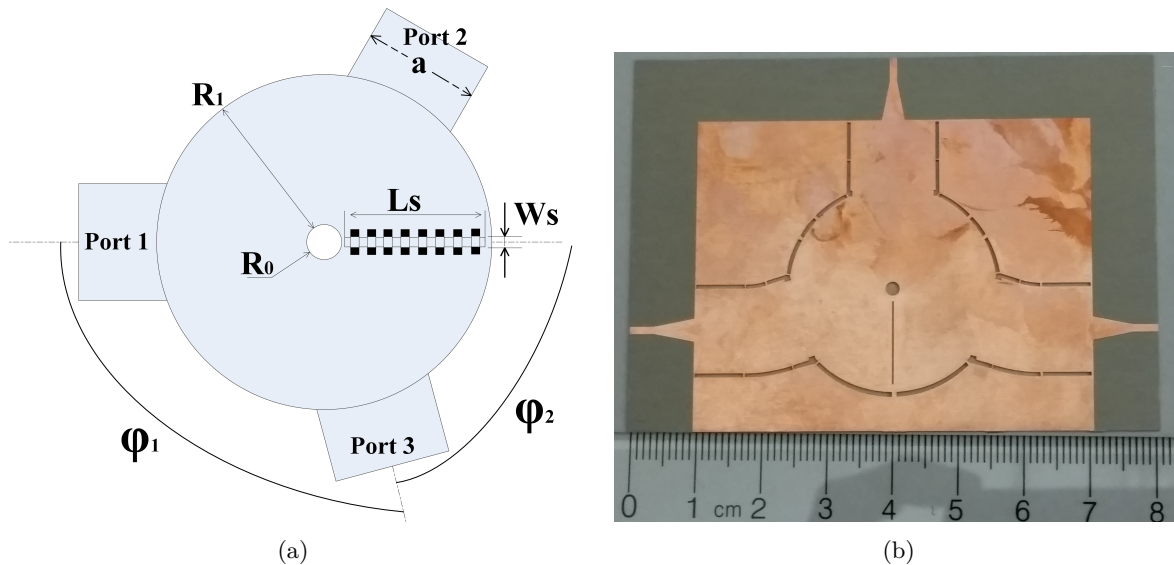 Port 2
a
R1
Ls
Ws
Port 1
R0
φ1
φ2
Port 3
0 1 cm 2 3 4 5 6 7 8
(a)
(b)